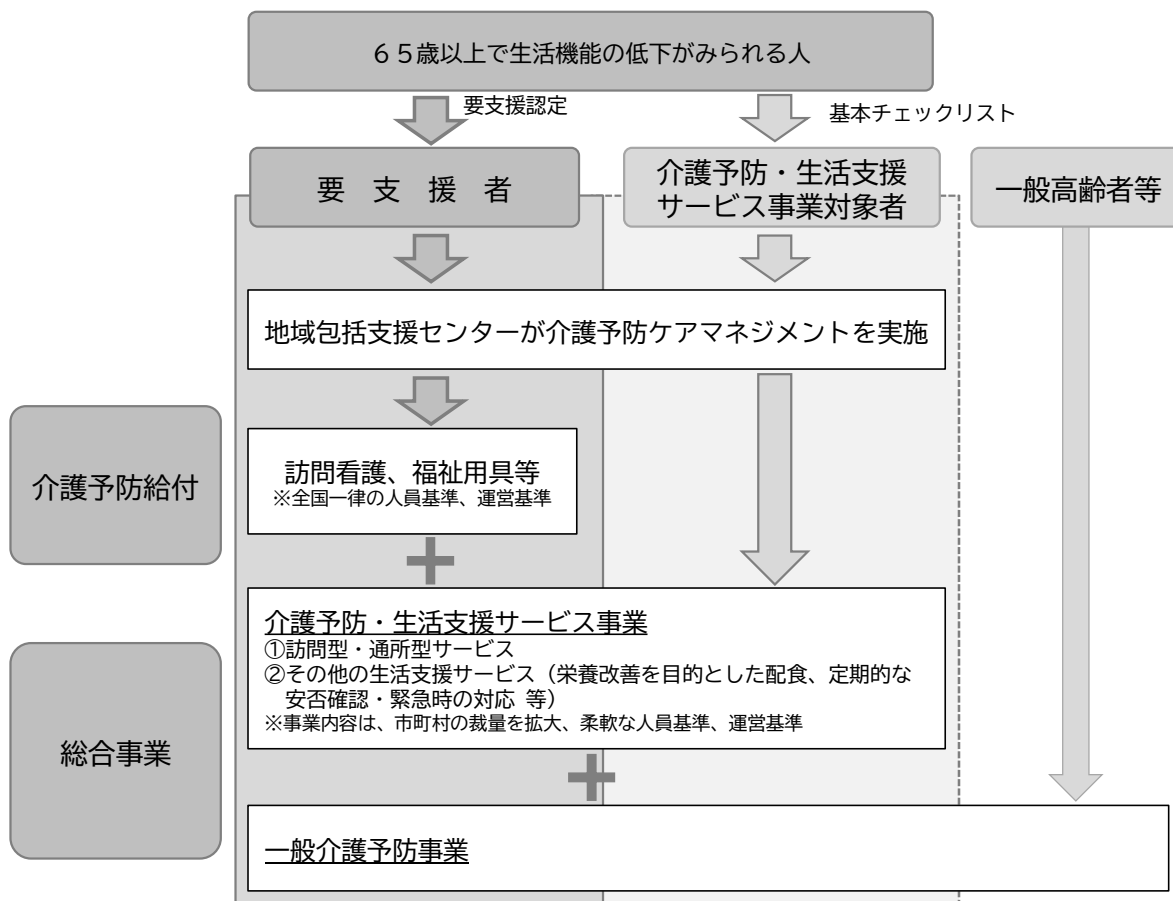 ６５歳以上で生活機能の低下がみられる人
要支援認定
基本チェックリスト
要　支　援　者
介護予防・生活支援
サービス事業対象者
一般高齢者等
地域包括支援センターが介護予防ケアマネジメントを実施
介護予防給付
訪問看護、福祉用具等
※全国一律の人員基準、運営基準
総合事業
介護予防・生活支援サービス事業
①訪問型・通所型サービス
②その他の生活支援サービス（栄養改善を目的とした配食、定期的な
安否確認・緊急時の対応 等）
※事業内容は、市町村の裁量を拡大、柔軟な人員基準、運営基準
一般介護予防事業